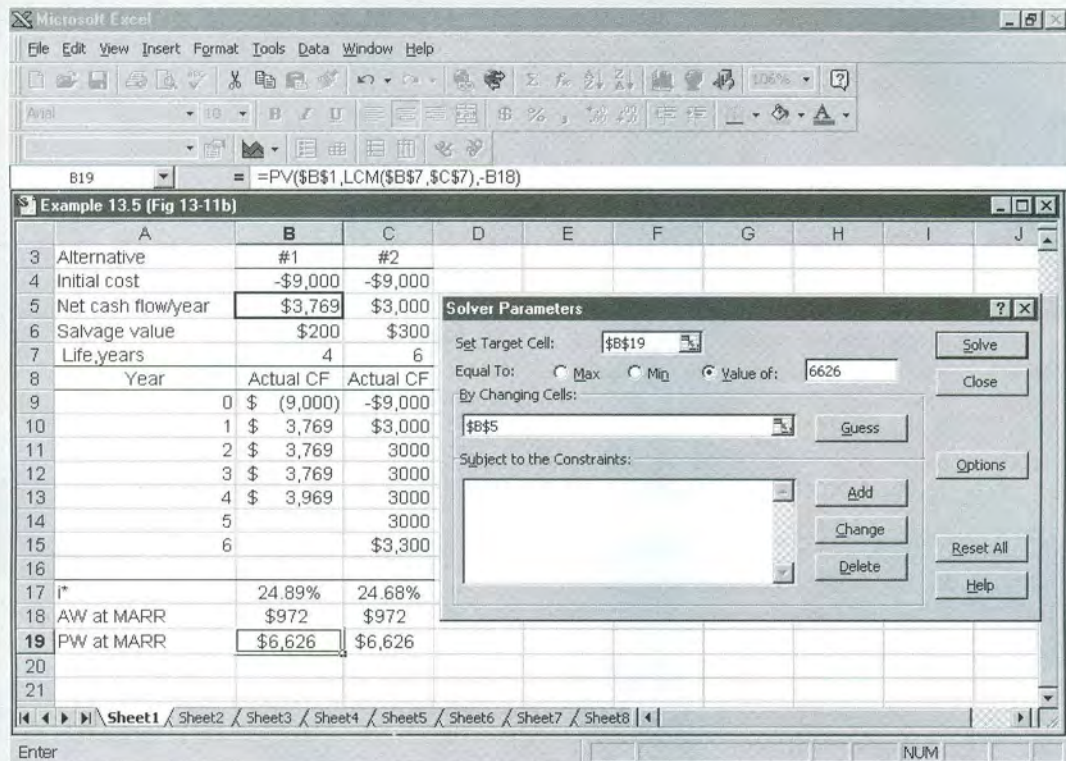 Microsoft Excel
File Edit View Insert Format Tools Data Window Help
106%
Arial 10 B I U
B19 = =PV($B$1,LCM($B$7,$C$7),-B18)
Example 13.5 (Fig 13-11b)
A B C D E F G H I J
3 Alternative #1 #2
4 Initial cost -$9,000 -$9,000
5 Net cash flow/year $3,769 $3,000
6 Salvage value $200 $300
7 Life,years 4 6
8 Year Actual CF Actual CF
9 0 $ (9,000) -$9,000
10 1 $ 3,769 $3,000
11 2 $ 3,769 3000
12 3 $ 3,769 3000
13 4 $ 3,969 3000
14 5 3000
15 6 $3,300
16
17 i* 24.89% 24.68%
18 AW at MARR $972 $972
19 PW at MARR $6,626 $6,626
20
21
Solver Parameters
Set Target Cell: $B$19 Solve
Equal To: Max Min Value of: 6626 Close
By Changing Cells:
$B$5 Guess
Subject to the Constraints: Options
Add
Change
Delete
Reset All
Help
Sheet1 Sheet2 Sheet3 Sheet4 Sheet5 Sheet6 Sheet7 Sheet8
Enter NUM